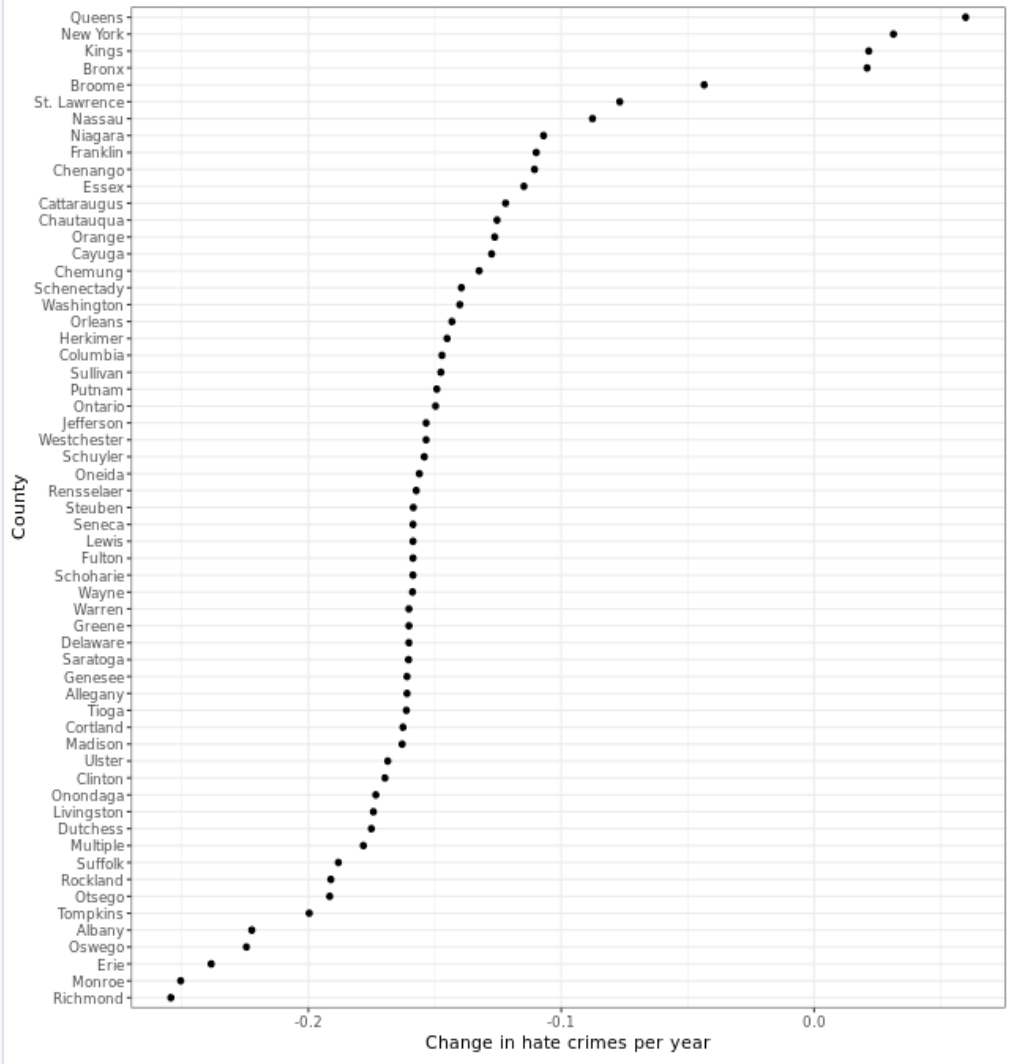 Queens
New York
Kings
Bronx
Broome
St. Lawrence
Nassau
Niagara
Franklin
Chenango
Essex
Cattaraugus
Chautauqua
Orange
Cayuga
Chemung
Schenectady
Washington
Orleans
Herkimer
Columbia
Sullivan
Putnam
Ontario
Jefferson
Westchester
Schuyler
Oneida
Rensselaer
Steuben
Seneca
Lewis
Fulton
Schoharie
Wayne
Warren
Greene
Delaware
Saratoga
Genesee
Allegany
Tioga
Cortland
Madison
Ulster
Clinton
Onondaga
Livingston
Dutchess
Multiple
Suffolk
Rockland
Otsego
Tompkins
Albany
Oswego
Erie
Monroe
Richmond
County
-0.2 -0.1 0.0
Change in hate crimes per year